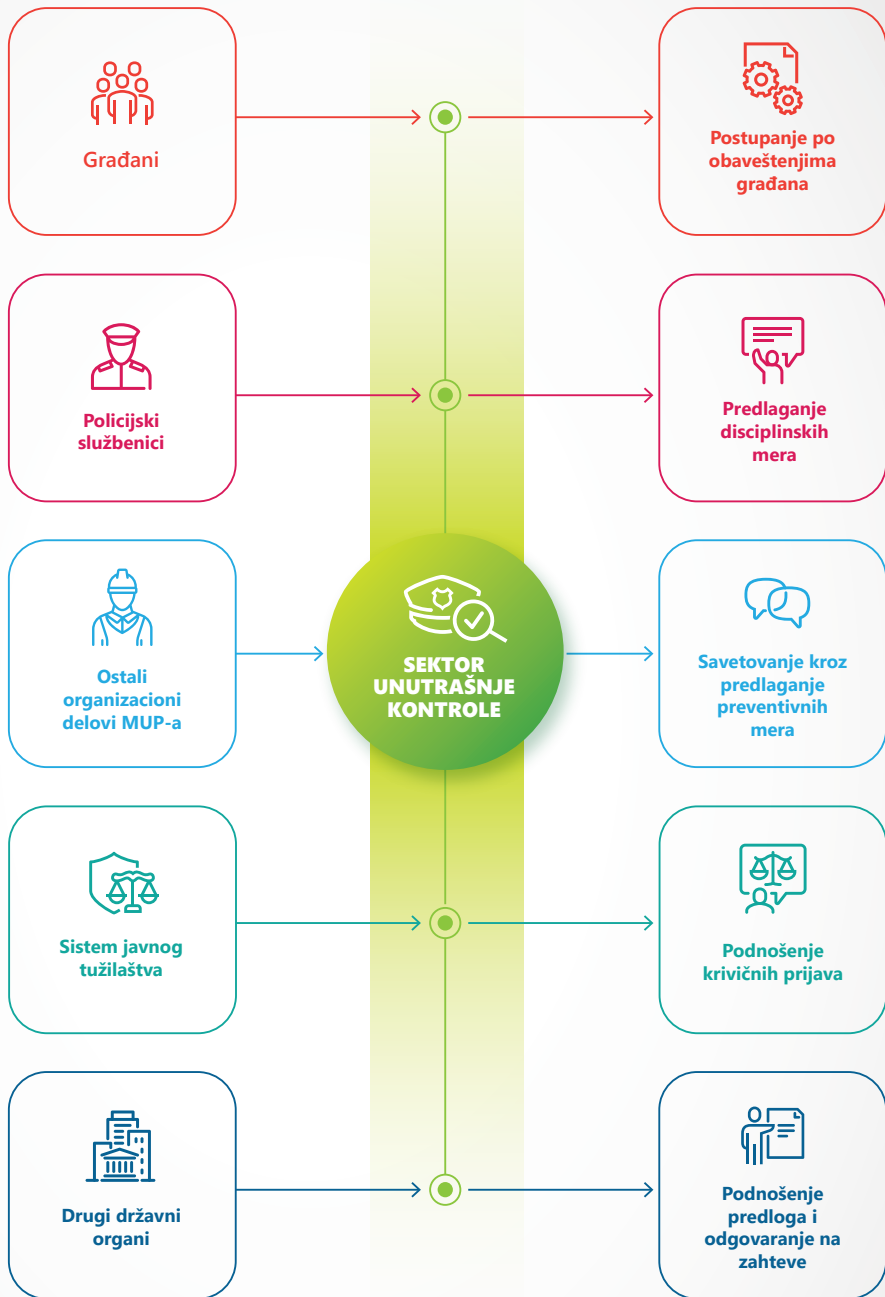 Građani
Postupanje po
obaveštenjima
građana
Policijski
službenici
Predlaganje
disciplinskih
mera
Ostali
organizacioni
delovi MUP-a
SEKTOR
UNUTRAŠNJE
KONTROLE
Savetovanje kroz
predlaganje
preventivnih
mera
Sistem javnog
tužilaštva
Podnošenje
krivičnih prijava
Drugi državni
organi
Podnošenje
predloga i
odgovaranje na
zahteve